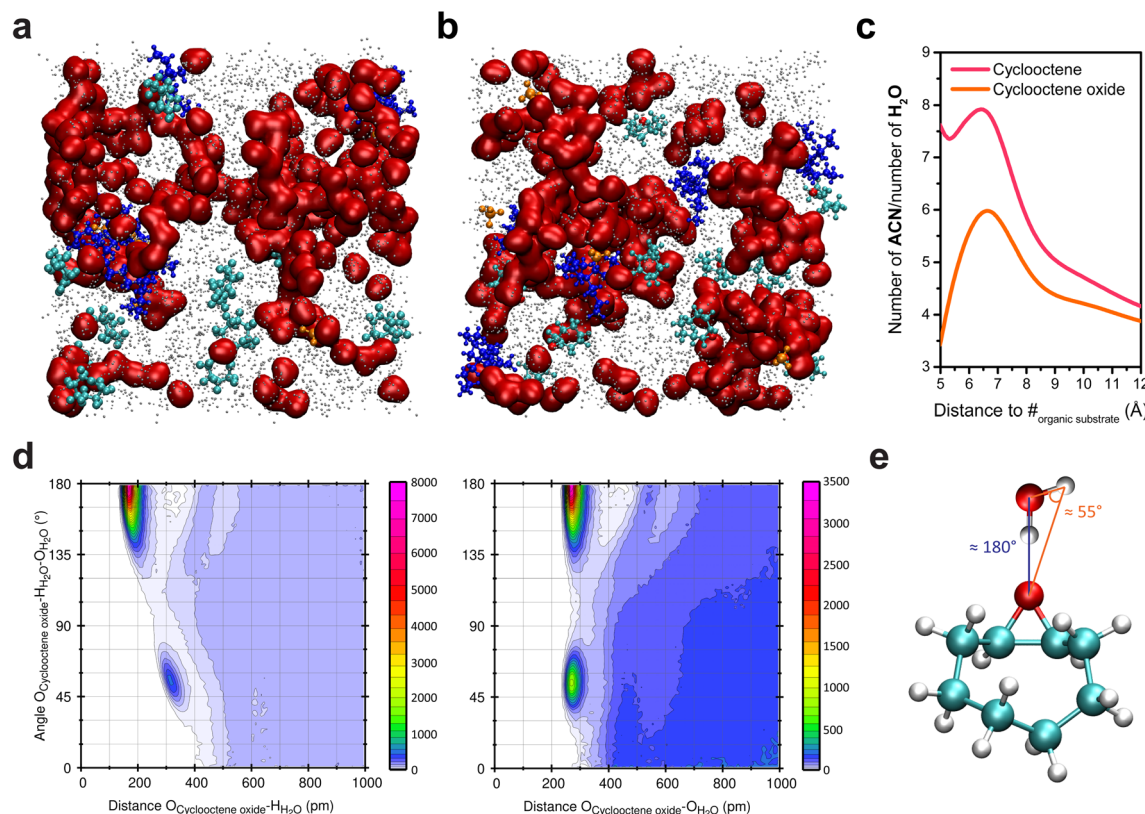 a
b
c
Cyclooctene
Cyclooctene oxide
Number of ACN/number of H2O
9
8
7
6
5
4
3
5 6 7 8 9 10 11 12
Distance to #organic substrate (Å)
d
Angle OCyclooctene oxide-HH2O-OH2O (°)
180
135
90
45
0
0 200 400 600 800 1000
Distance OCyclooctene oxide-HH2O (pm)
8000
7000
6000
5000
4000
3000
2000
1000
0
180
135
90
45
0
0 200 400 600 800 1000
Distance OCyclooctene oxide-OH2O (pm)
3500
3000
2500
2000
1500
1000
500
0
e
≈ 55°
≈ 180°